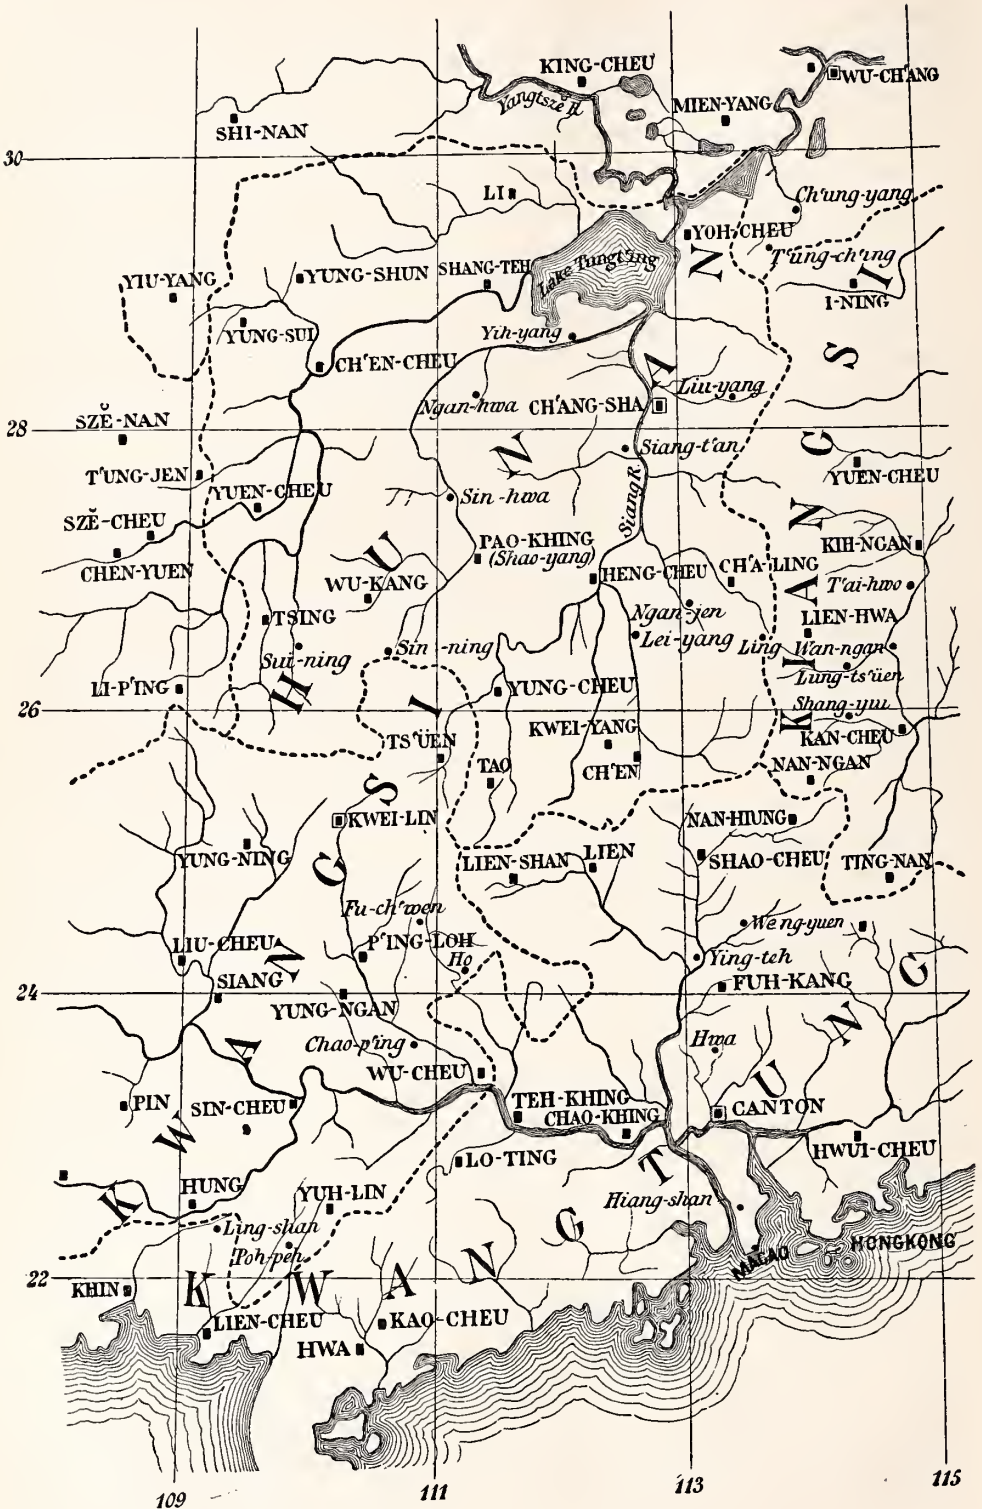 KING-CHEU
WU-CH'ANG
Yangtszĕ R.
MIEN-YANG
SHI-NAN
30
LI
Ch'ung-yang
YOH-CHEU
T'ung-ch'ing
YIU-YANG
YUNG-SHUN
SHANG-TEH
Lake Tungt'ing
I-NING
YUNG-SUI
Yih-yang
CH'EN-CHEU
Liu-yang
Ngan-hwa
CH'ANG-SHA
SZĔ-NAN
28
Siang-t'an
T'UNG-JEN
YUEN-CHEU
YUEN-CHEU
Sin-hwa
Siang R.
SZĔ-CHEU
PAO-KHING
(Shao-yang)
KIH-NGAN
CHEN-YUEN
WU-KANG
HENG-CHEU
CH'A-LING
T'ai-hwo
TSING
Ngan-jen
LIEN-HWA
Sui-ning
Sin-ning
Lei-yang
Ling
Wan-ngan
Lung-ts'üen
LI-P'ING
YUNG-CHEU
26
Shang-yiu
KWEI-YANG
KAN-CHEU
TS'ÜEN
TAO
CH'EN
NAN-NGAN
KWEI-LIN
NAN-HIUNG
YUNG-NING
LIEN-SHAN
LIEN
SHAO-CHEU
TING-NAN
Fu-ch'wen
Weng-yuen
LIU-CHEU
P'ING-LOH
Ho
Ying-teh
SIANG
24
YUNG-NGAN
FUH-KANG
Chao-p'ing
Hwa
WU-CHEU
PIN
SIN-CHEU
TEH-KHING
CHAO-KHING
CANTON
HWUI-CHEU
LO-TING
HUNG
YUH-LIN
Hiang-shan
Ling-shan
Poh-peh
MACAO
HONGKONG
KHIN
22
LIEN-CHEU
KAO-CHEU
HWA
HUNAN
KIANGSI
KWANGSI
KWANGTUNG
109
111
113
115